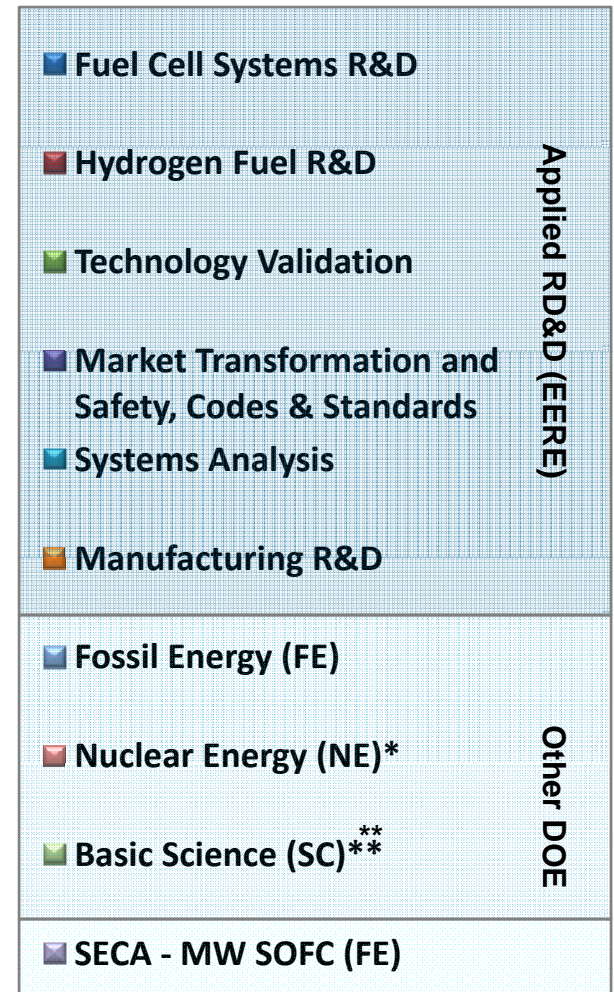 Fuel Cell Systems R&D
Hydrogen Fuel R&D
Technology Validation
Market Transformation and
Safety, Codes & Standards
Systems Analysis
Manufacturing R&D
Applied RD&D (EERE)
Fossil Energy (FE)
Nuclear Energy (NE)*
Basic Science (SC)**
**
Other DOE
SECA - MW SOFC (FE)